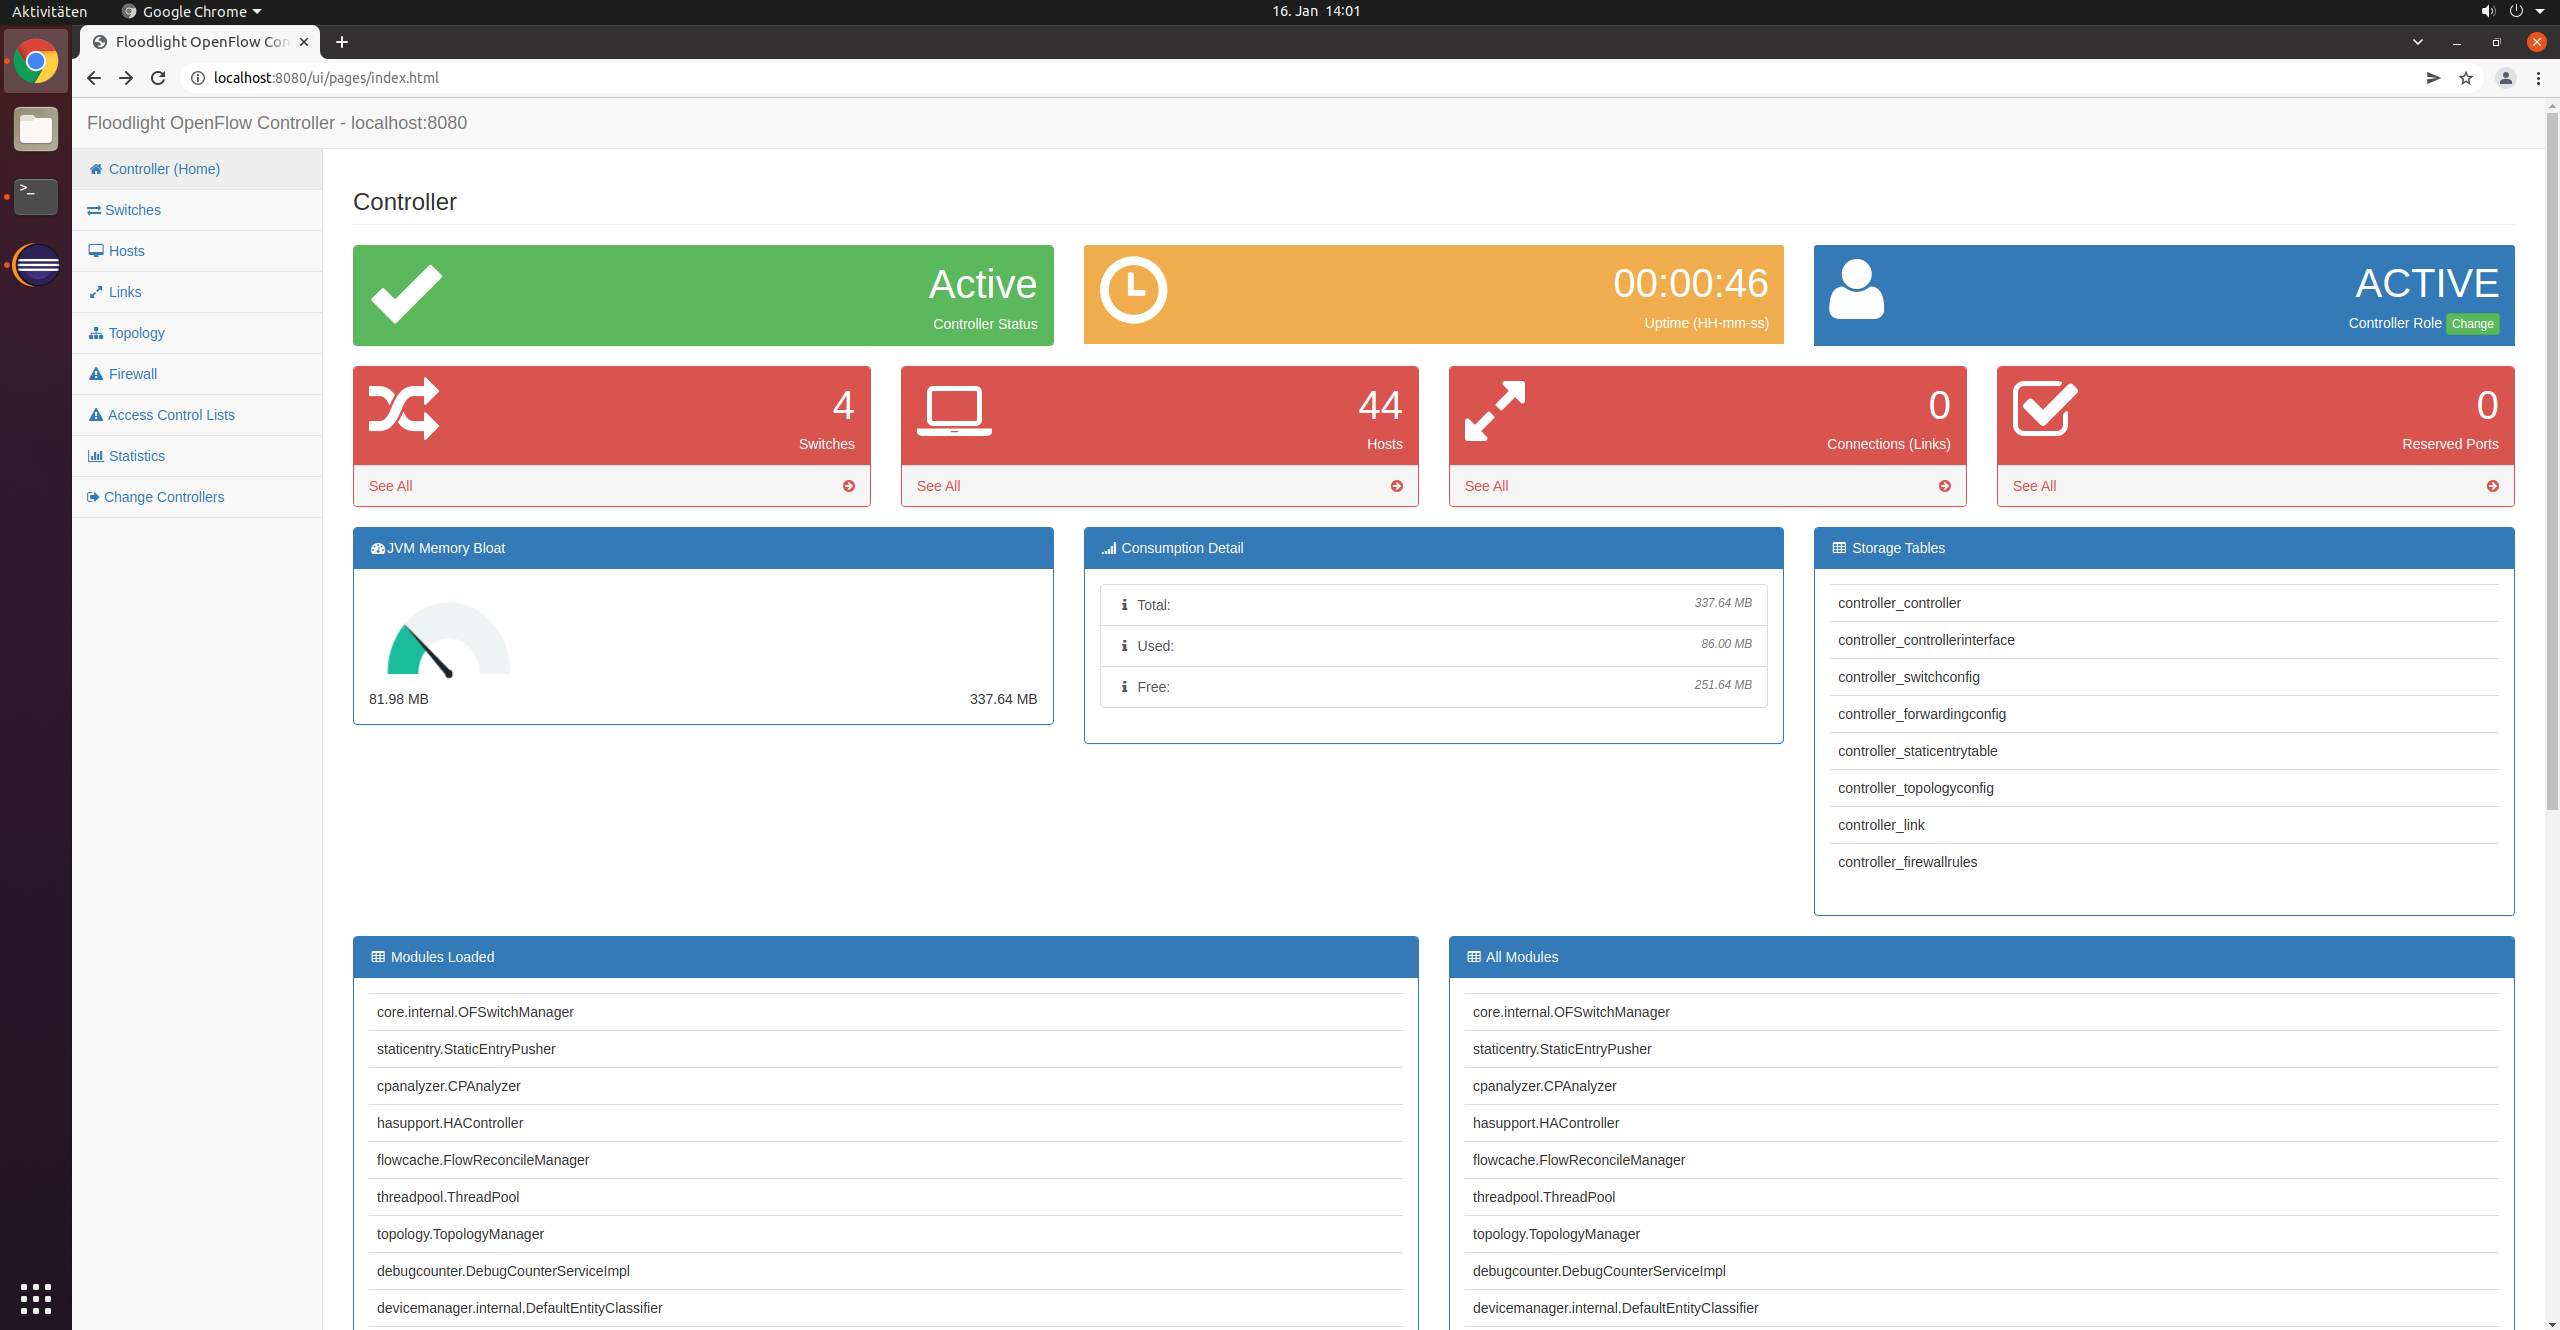 Aktivitäten
Google Chrome
16. Jan 14:01
Floodlight OpenFlow Con
localhost:8080/ui/pages/index.html
Floodlight OpenFlow Controller - localhost:8080
Controller (Home)
Switches
Hosts
Links
Topology
Firewall
Access Control Lists
Statistics
Change Controllers
Controller
Active
Controller Status
00:00:46
Uptime (HH-mm-ss)
ACTIVE
Controller Role Change
4
Switches
See All
44
Hosts
See All
0
Connections (Links)
See All
0
Reserved Ports
See All
JVM Memory Bloat
81.98 MB
337.64 MB
Consumption Detail
Total: 337.64 MB
Used: 86.00 MB
Free: 251.64 MB
Storage Tables
controller_controller
controller_controllerinterface
controller_switchconfig
controller_forwardingconfig
controller_staticentrytable
controller_topologyconfig
controller_link
controller_firewallrules
Modules Loaded
core.internal.OFSwitchManager
staticentry.StaticEntryPusher
cpanalyzer.CPAnalyzer
hasupport.HAController
flowcache.FlowReconcileManager
threadpool.ThreadPool
topology.TopologyManager
debugcounter.DebugCounterServiceImpl
devicemanager.internal.DefaultEntityClassifier
All Modules
core.internal.OFSwitchManager
staticentry.StaticEntryPusher
cpanalyzer.CPAnalyzer
hasupport.HAController
flowcache.FlowReconcileManager
threadpool.ThreadPool
topology.TopologyManager
debugcounter.DebugCounterServiceImpl
devicemanager.internal.DefaultEntityClassifier